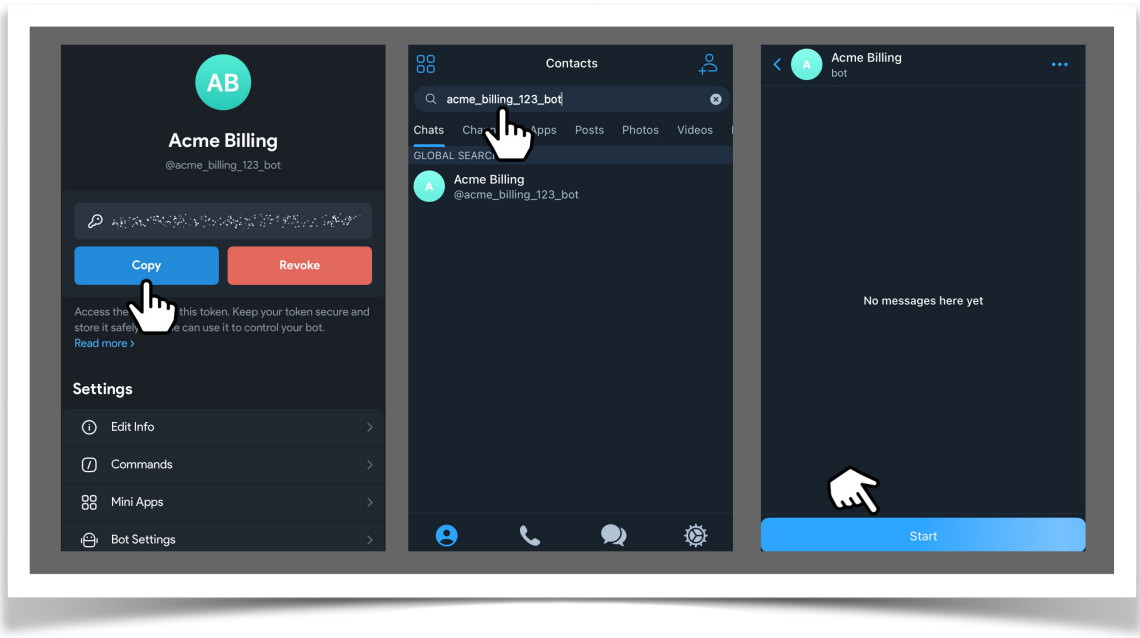 AB
Acme Billing
@acme_billing_123_bot
Copy
Revoke
Access the this token. Keep your token secure and
store it safely can use it to control your bot.
Read more >
Settings
Edit Info
Commands
Mini Apps
Bot Settings
Contacts
acme_billing_123_bot
Chats Apps Posts Photos Videos
GLOBAL
A
Acme Billing
@acme_billing_123_bot
A
Acme Billing
bot
No messages here yet
Start